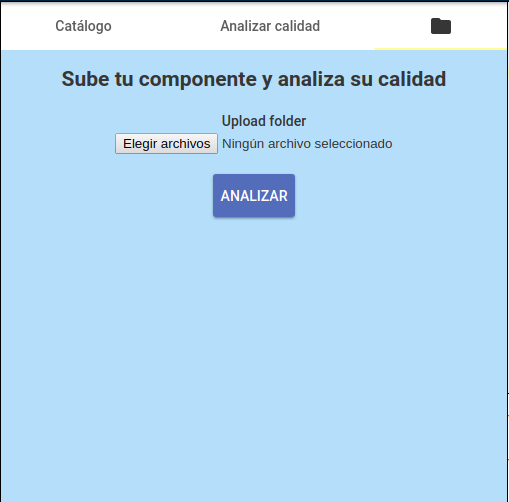 Catálogo Analizar calidad
Sube tu componente y analiza su calidad
Upload folder
Elegir archivos Ningún archivo seleccionado
ANALIZAR